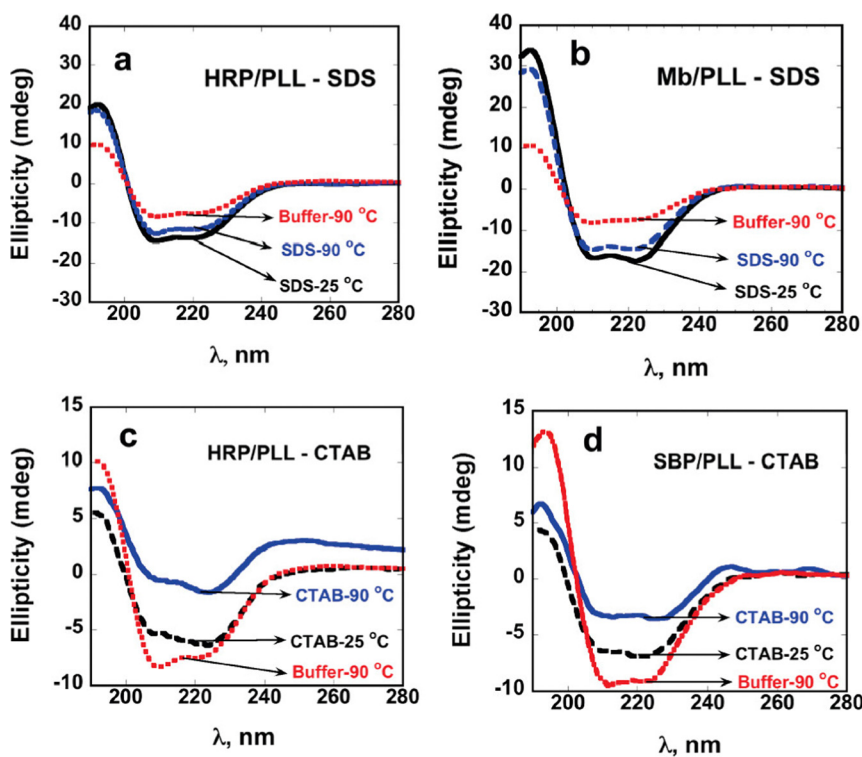 a
HRP/PLL - SDS
Ellipticity (mdeg)
40
30
20
10
0
-10
-20
-30
Buffer-90 °C
SDS-90 °C
SDS-25 °C
200 220 240 260 280
λ, nm
b
Mb/PLL - SDS
Ellipticity (mdeg)
40
30
20
10
0
-10
-20
-30
Buffer-90 °C
SDS-90 °C
SDS-25 °C
200 220 240 260 280
λ, nm
c
HRP/PLL - CTAB
Ellipticity (mdeg)
15
10
5
0
-5
-10
CTAB-90 °C
CTAB-25 °C
Buffer-90 °C
200 220 240 260 280
λ, nm
d
SBP/PLL - CTAB
Ellipticity (mdeg)
15
10
5
0
-5
-10
CTAB-90 °C
CTAB-25 °C
Buffer-90 °C
200 220 240 260 280
λ, nm